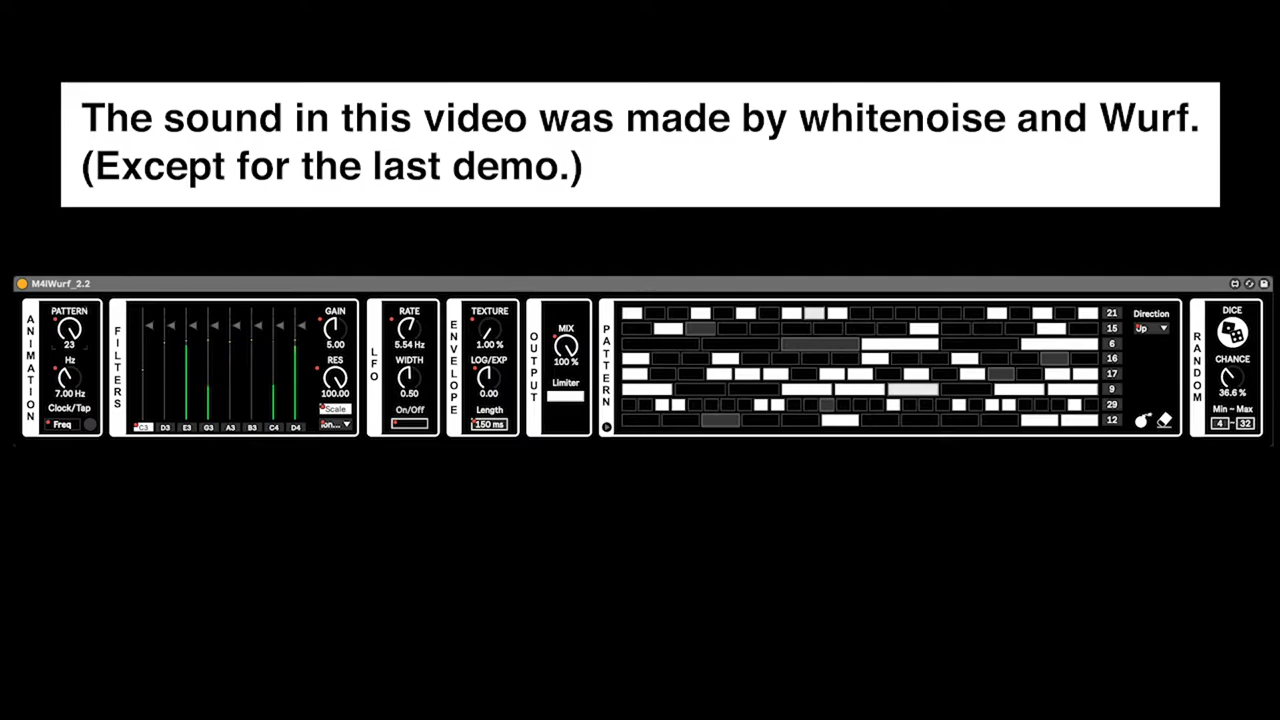 The sound in this video was made by whitenoise and Wurf.
(Except for the last demo.)
M4lWurf_2.2
ANIMATION
PATTERN
23
Hz
7.00 Hz
Clock/Tap
Freq
FILTERS
C3 D3 E3 G3 A3 B3 C4 D4
GAIN
5.00
RES
100.00
Scale
LFO
RATE
5.54 Hz
WIDTH
0.50
On/Off
ENVELOPE
TEXTURE
1.00 %
LOG/EXP
0.00
Length
150 ms
OUTPUT
MIX
100 %
Limiter
PATTERN
21
15
6
16
17
9
29
12
Direction
Up
RANDOM
DICE
CHANCE
36.6 %
Min ~ Max
4 ~ 32